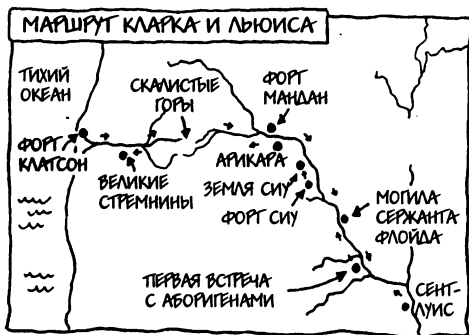 МАРШРУТ КЛАРКА И ЛЬЮИСА
ТИХИЙ
ОКЕАН
СКАЛИСТЫЕ
ГОРЫ
ФОРТ
МАНДАН
ФОРТ
КЛАТСОН
ВЕЛИКИЕ
СТРЕМНИНЫ
АРИКАРА
ЗЕМЛЯ СИУ
ФОРТ СИУ
МОГИЛА
СЕРЖАНТА
ФЛОЙДА
ПЕРВАЯ ВСТРЕЧА
С АБОРИГЕНАМИ
СЕНТ-
ЛУИС